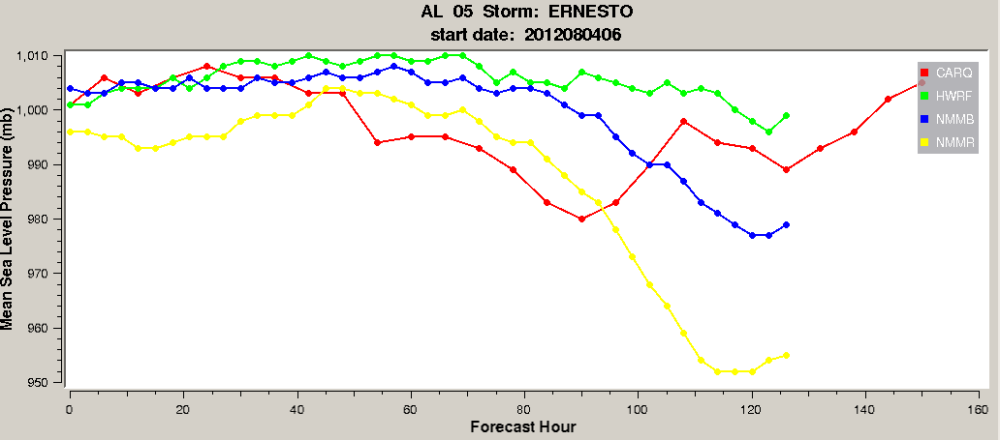 AL 05 Storm: ERNESTO
start date: 2012080406
Mean Sea Level Pressure (mb)
1,010
1,000
990
980
970
960
950
CARQ
HWRF
NMMB
NMMR
0 20 40 60 80 100 120 140 160
Forecast Hour